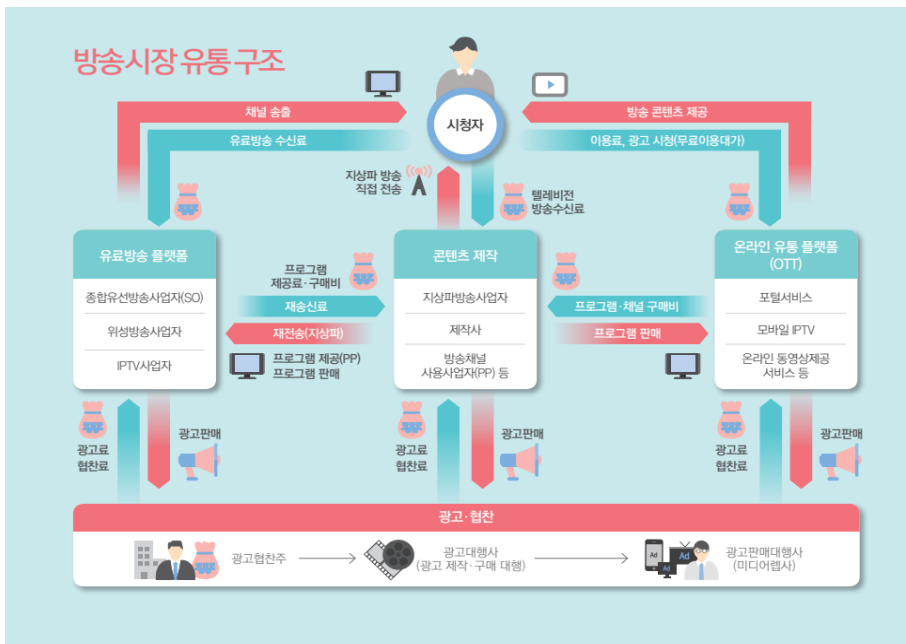 방송시장 유통 구조
채널 송출
유료방송 수신료
시청자
방송 콘텐츠 제공
이용료, 광고 시청(무료이용대가)
지상파 방송
직접 전송
텔레비전
방송수신료
유료방송 플랫폼
종합유선방송사업자(SO)
위성방송사업자
IPTV사업자
프로그램
제공료·구매비
재송신료
재전송(지상파)
프로그램 제공(PP)
프로그램 판매
콘텐츠 제작
지상파방송사업자
제작사
방송채널
사용사업자(PP) 등
프로그램·채널 구매비
프로그램 판매
온라인 유통 플랫폼
(OTT)
포털서비스
모바일 IPTV
온라인 동영상제공
서비스 등
광고료
협찬료
광고판매
광고료
협찬료
광고판매
광고료
협찬료
광고판매
광고·협찬
광고협찬주
광고대행사
(광고 제작·구매 대행)
Ad
Ad
Ad
광고판매대행사
(미디어렙사)